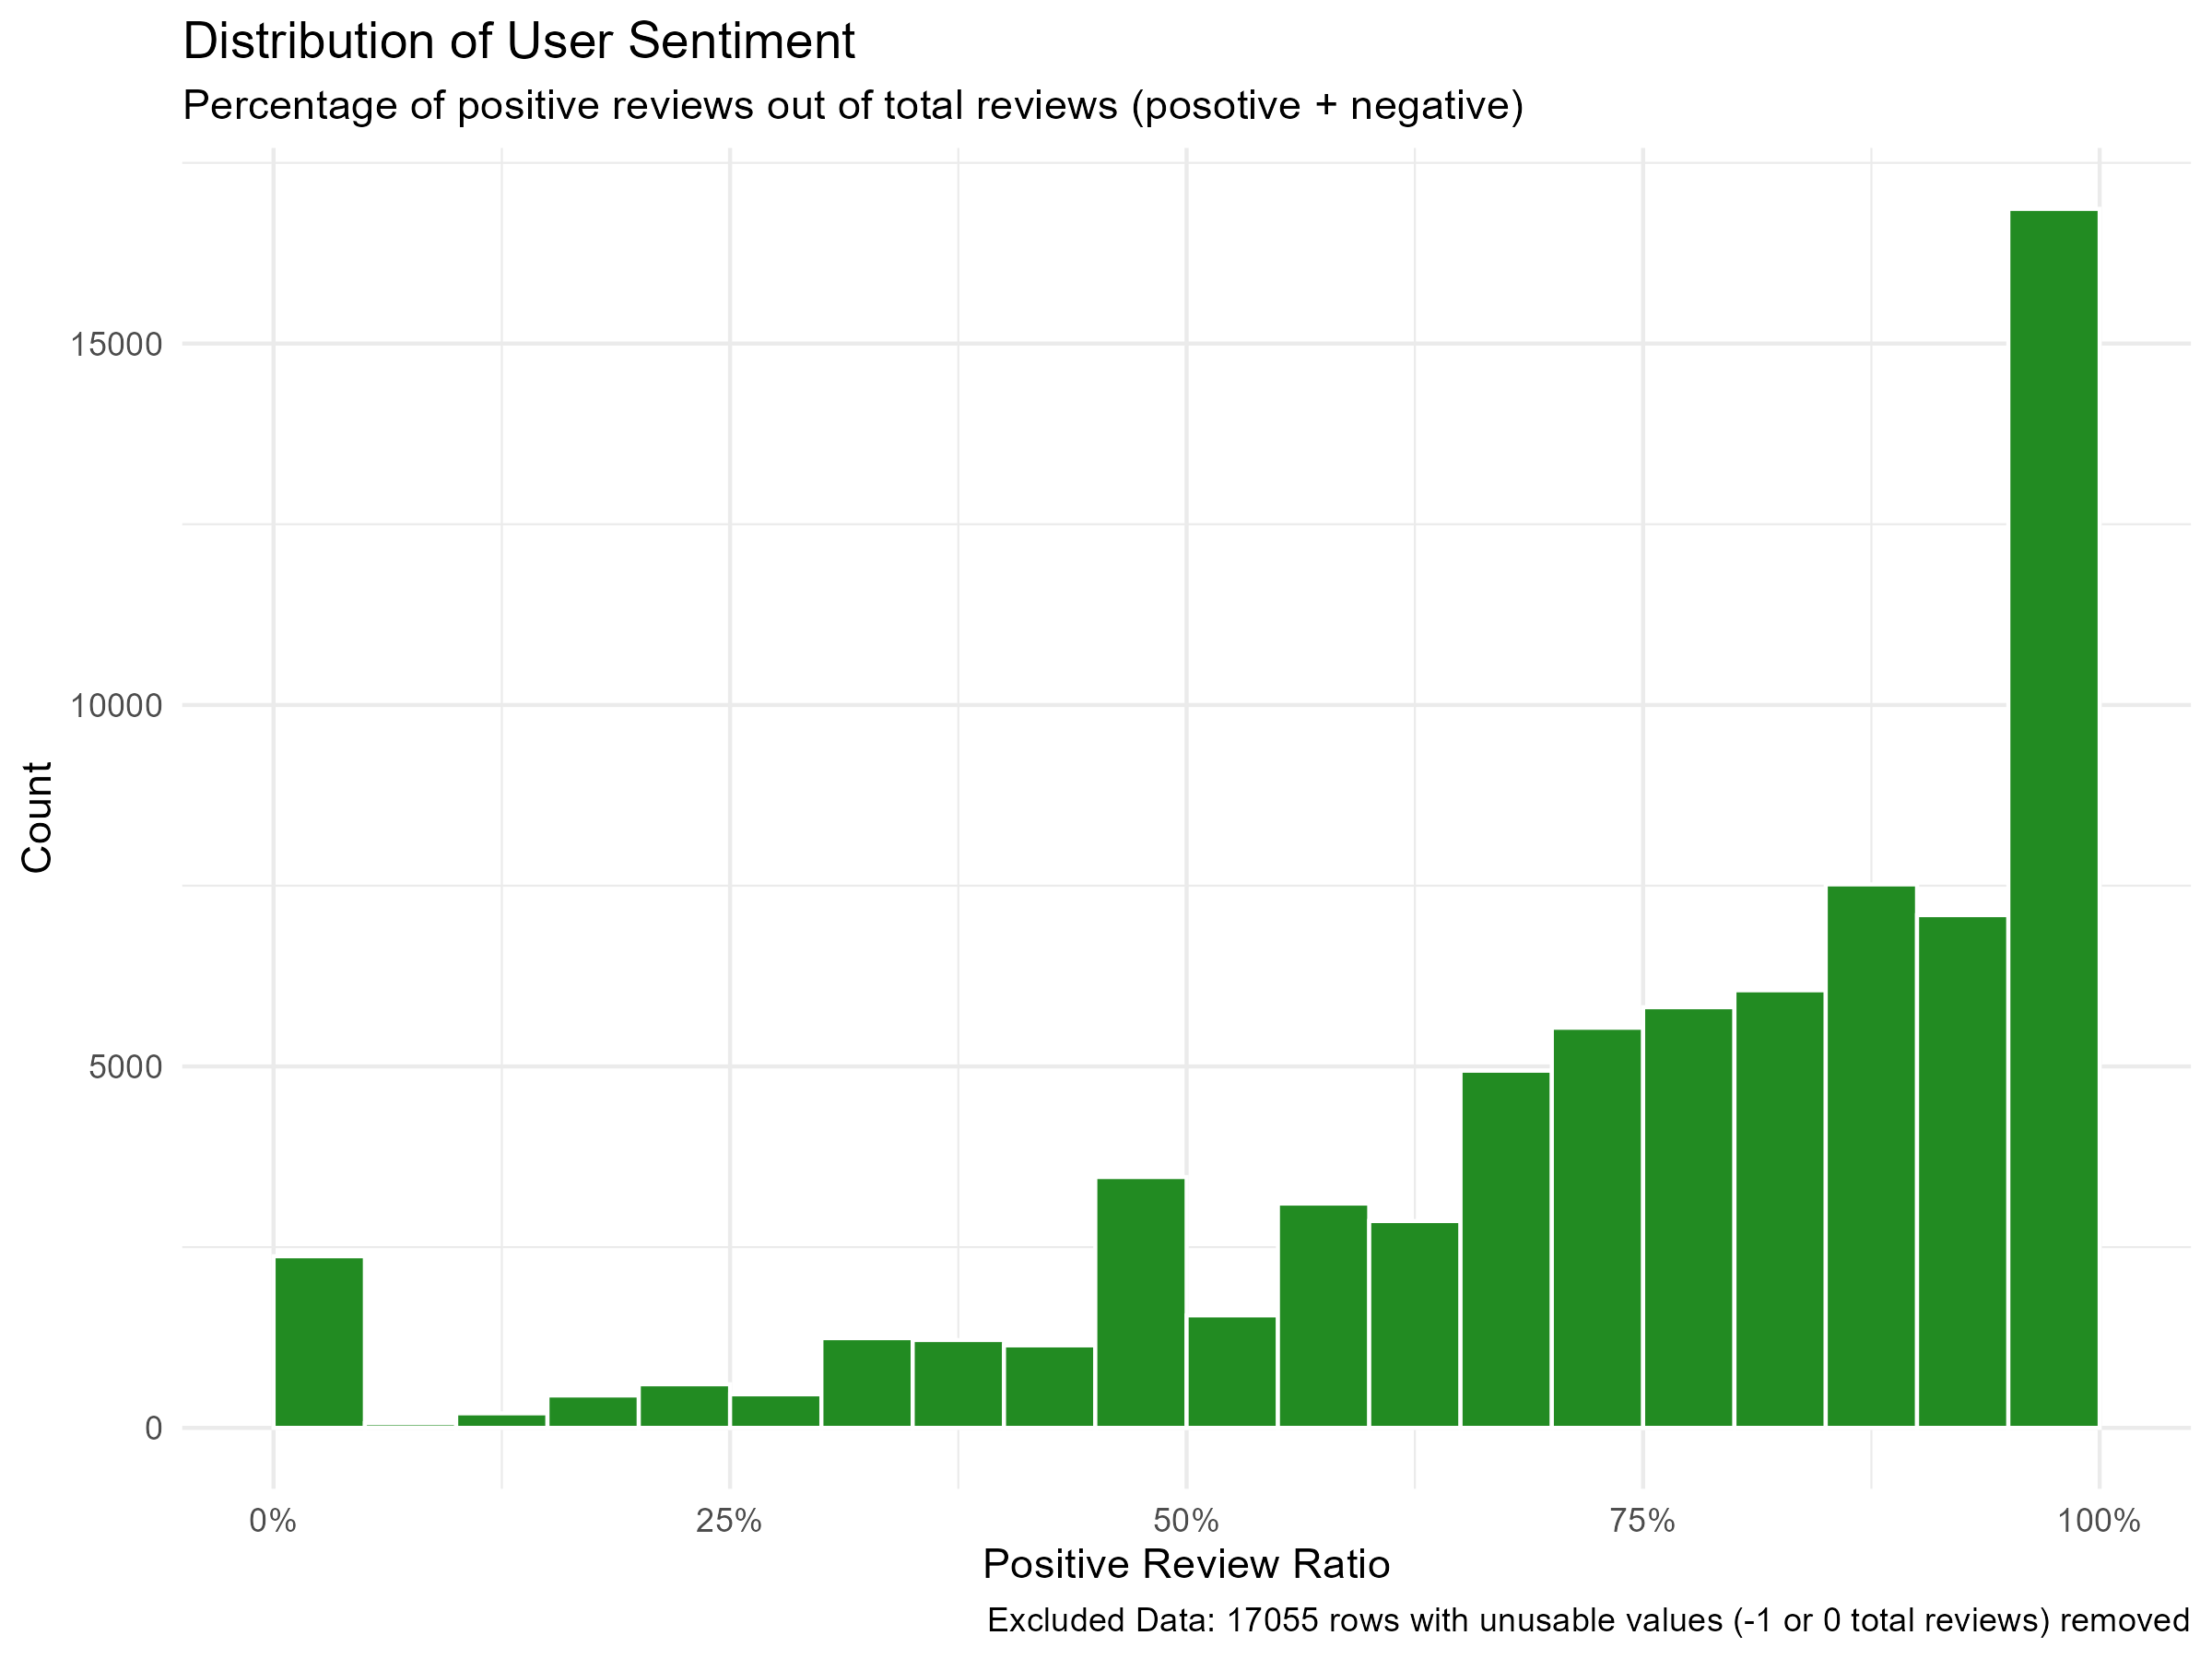 Distribution of User Sentiment
Percentage of positive reviews out of total reviews (posotive + negative)
15000
10000
5000
0
Count
0%
25%
50%
75%
100%
Positive Review Ratio
Excluded Data: 17055 rows with unusable values (-1 or 0 total reviews) removed